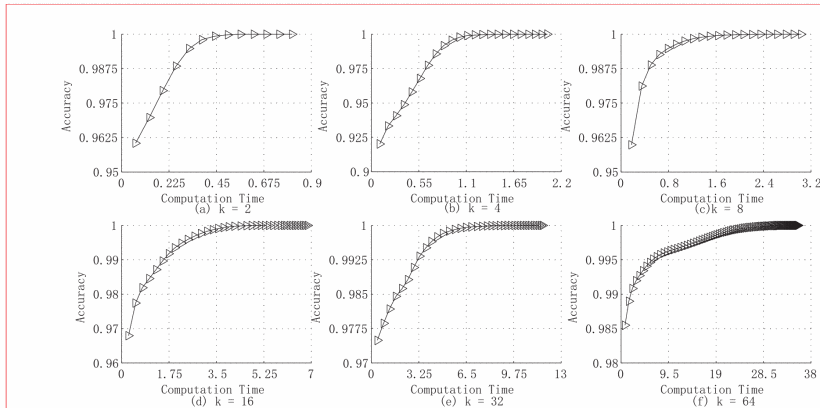 1
0.9875
0.975
0.9625
0.95
Accuracy
0 0.225 0.45 0.675 0.9
Computation Time
(a) k = 2
1
0.975
0.95
0.925
0.9
Accuracy
0 0.55 1.1 1.65 2.2
Computation Time
(b) k = 4
1
0.9875
0.975
0.9625
0.95
Accuracy
0 0.8 1.6 2.4 3.2
Computation Time
(c)k = 8
1
0.99
0.98
0.97
0.96
Accuracy
0 1.75 3.5 5.25 7
Computation Time
(d) k = 16
1
0.9925
0.985
0.9775
0.97
Accuracy
0 3.25 6.5 9.75 13
Computation Time
(e) k = 32
1
0.995
0.99
0.985
0.98
Accuracy
0 9.5 19 28.5 38
Computation Time
(f) k = 64